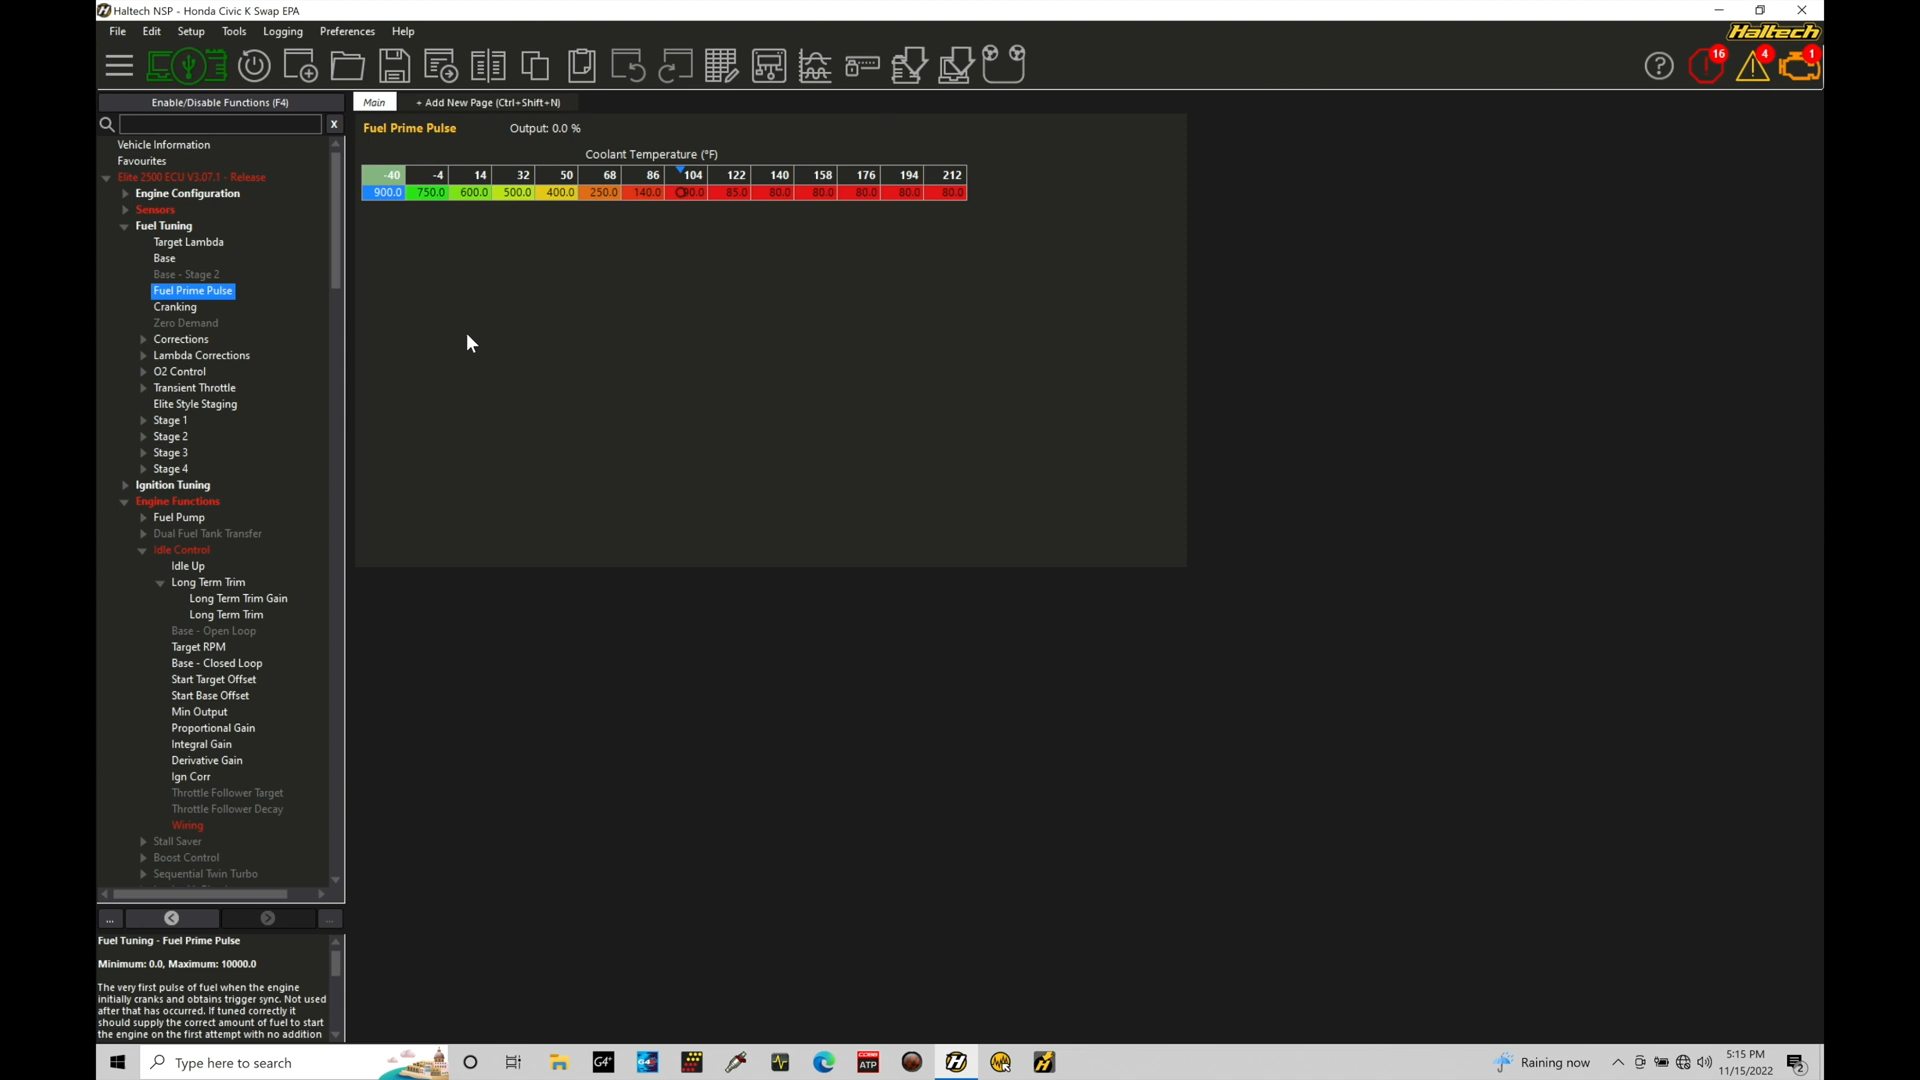 Haltech NSP - Honda Civic K Swap EPA
File Edit Setup Tools Logging Preferences Help
Haltech
16 4 1
Enable/Disable Functions (F4)
Main + Add New Page (Ctrl+Shift+N)
X
Vehicle Information
Favourites
Elite 2500 ECU V3.07.1 - Release
Engine Configuration
Sensors
Fuel Tuning
Target Lambda
Base
Base - Stage 2
Fuel Prime Pulse
Cranking
Zero Demand
Corrections
Lambda Corrections
O2 Control
Transient Throttle
Elite Style Staging
Stage 1
Stage 2
Stage 3
Stage 4
Ignition Tuning
Engine Functions
Fuel Pump
Dual Fuel Tank Transfer
Idle Control
Idle Up
Long Term Trim
Long Term Trim Gain
Long Term Trim
Base - Open Loop
Target RPM
Base - Closed Loop
Start Target Offset
Start Base Offset
Min Output
Proportional Gain
Integral Gain
Derivative Gain
Ign Corr
Throttle Follower Target
Throttle Follower Decay
Wiring
Stall Saver
Boost Control
Sequential Twin Turbo
... ...
Fuel Tuning - Fuel Prime Pulse
Minimum: 0.0, Maximum: 10000.0
The very first pulse of fuel when the engine
initially cranks and obtains trigger sync. Not used
after that has occurred. If tuned correctly it
should supply the correct amount of fuel to start
the engine on the first attempt with no addition
Fuel Prime Pulse Output: 0.0 %
Coolant Temperature (°F)
-40 -4 14 32 50 68 86 104 122 140 158 176 194 212
900.0 750.0 600.0 500.0 400.0 250.0 140.0 90.0 85.0 80.0 80.0 80.0 80.0 80.0
Type here to search
G4+
ATP
Raining now
5:15 PM
11/15/2022
2